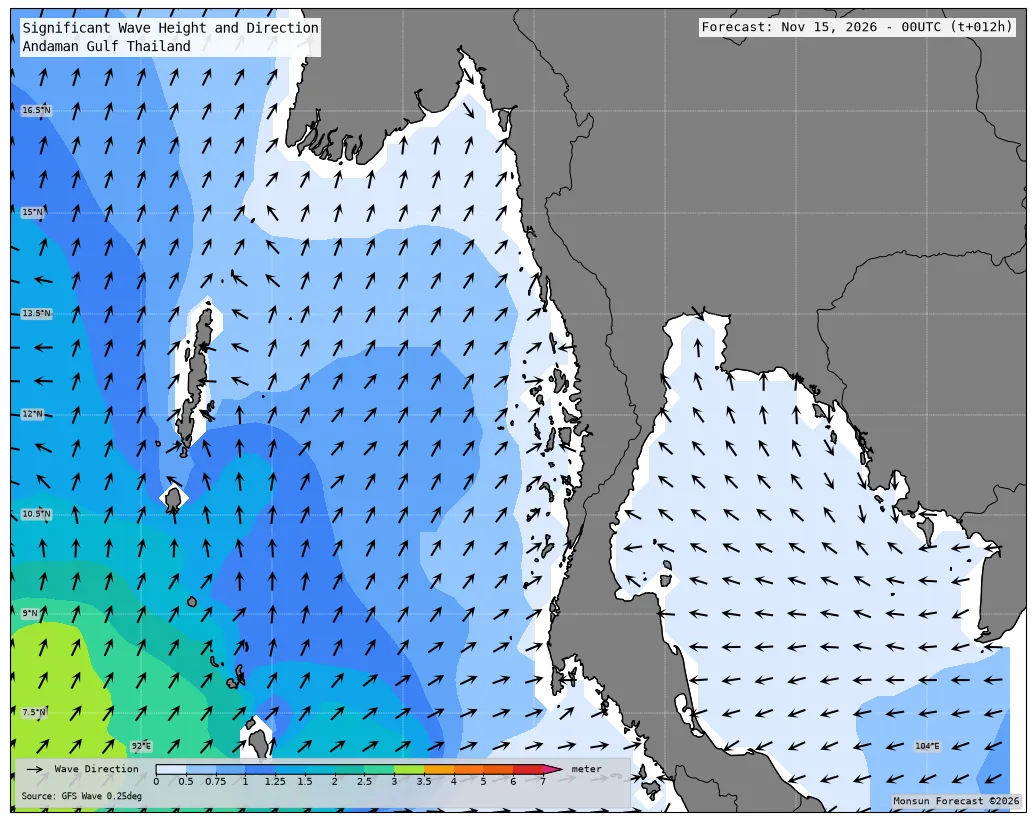 Significant Wave Height and Direction
Andaman Gulf Thailand
Forecast: Nov 15, 2026 - 00UTC (t+012h)
16.5°N
15°N
13.5°N
12°N
10.5°N
9°N
7.5°N
92°E
104°E
Wave Direction
0.5 0.75 1 1.25 1.5 2 2.5 3 3.5 4 5 6 7
meter
Source: GFS Wave 0.25deg
Monsun Forecast ©2026